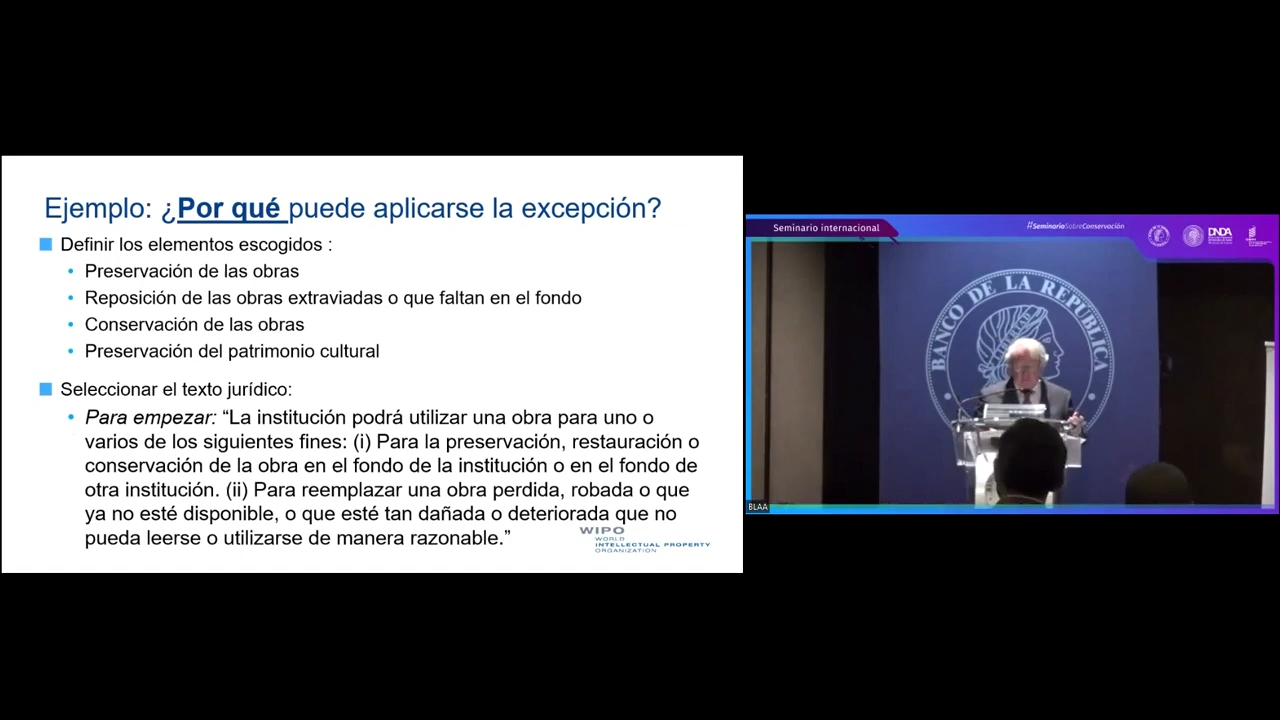 Ejemplo: ¿Por qué puede aplicarse la excepción?
Definir los elementos escogidos :
• Preservación de las obras
• Reposición de las obras extraviadas o que faltan en el fondo
• Conservación de las obras
• Preservación del patrimonio cultural
Seleccionar el texto jurídico:
• Para empezar: “La institución podrá utilizar una obra para uno o
varios de los siguientes fines: (i) Para la preservación, restauración o
conservación de la obra en el fondo de la institución o en el fondo de
otra institución. (ii) Para reemplazar una obra perdida, robada o que
ya no esté disponible, o que esté tan dañada o deteriorada que no
pueda leerse o utilizarse de manera razonable.”
WIPO
WORLD
INTELLECTUAL PROPERTY
ORGANIZATION
Seminario internacional
#SeminarioSobreConservación
DNDA
BANCO DE LA REPUBLICA
BLAA